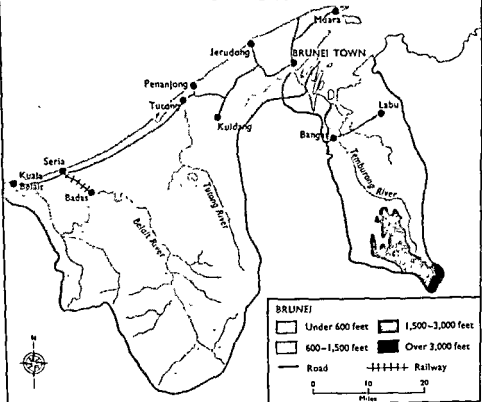 Muara
Jerudong
BRUNEI TOWN
Penanjong
Tutong
Labu
Kuldang
Bangar
Seria
Kuala
Belait
Badas
Tutong River
Belait River
Temburong
River
N
BRUNEI
Under 600 feet
1,500–3,000 feet
600–1,500 feet
Over 3,000 feet
Road
Railway
0 10 20
Miles